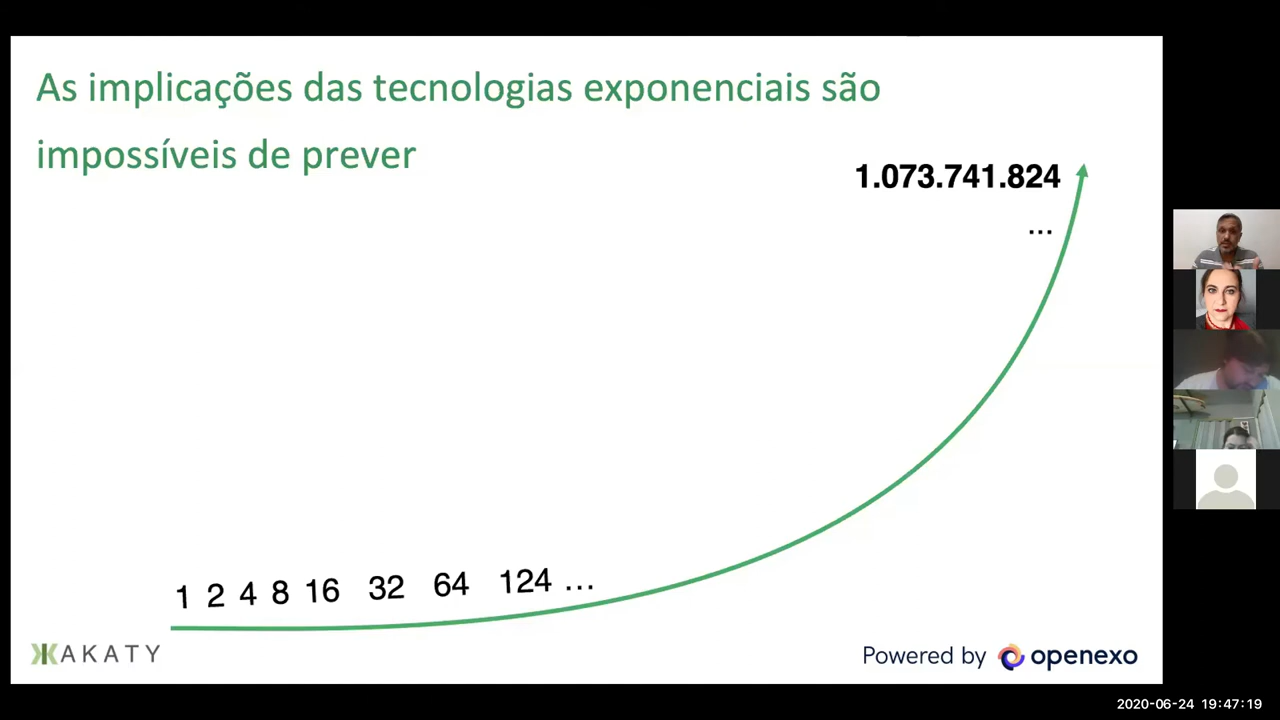 As implicações das tecnologias exponenciais são
impossíveis de prever
1.073.741.824
...
1 2 4 8 16 32 64 124 ...
AKATY
Powered by openexo
2020-06-24 19:47:19